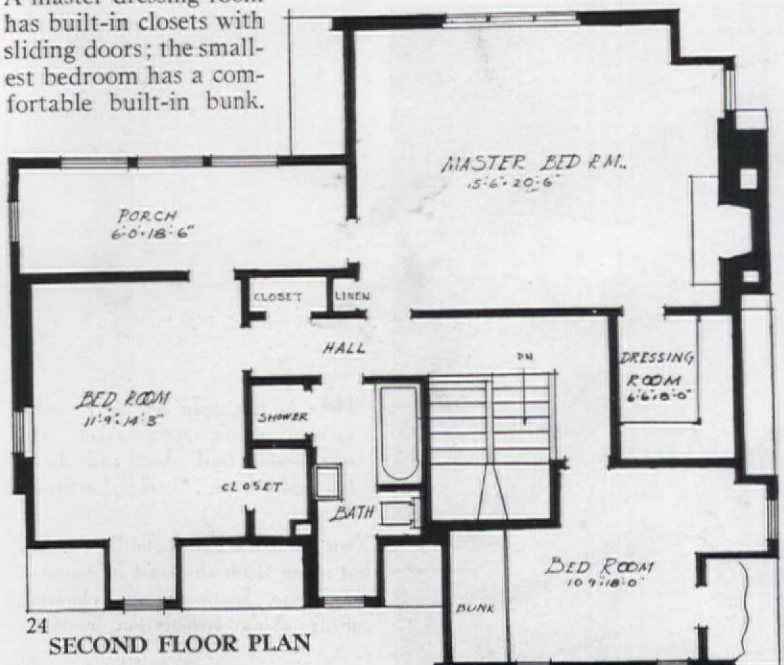 A master dressing room
has built-in closets with
sliding doors; the small-
est bedroom has a com-
fortable built-in bunk.
MASTER BED RM.
15'-6" · 20'-6"
PORCH
6'-0" · 18'-6"
CLOSET
LINEN
HALL
DN
DRESSING
ROOM
6'-6" · 8'-0"
BED ROOM
11'-9" · 14'-3"
SHOWER
CLOSET
BATH
BED ROOM
10'-9" · 18'-0"
BUNK
24
SECOND FLOOR PLAN